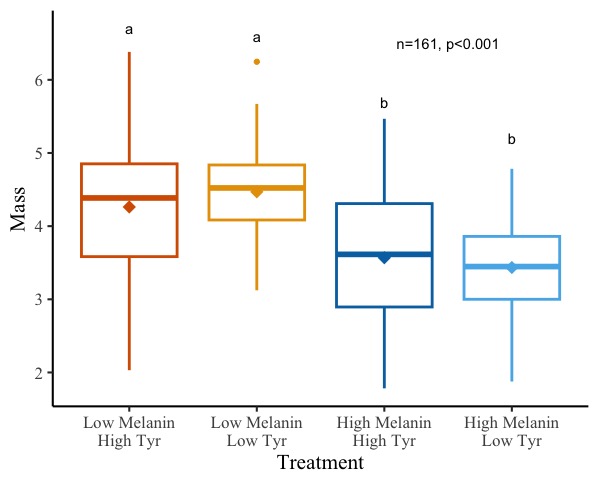 a
a
n=161, p<0.001
b
b
6
5
4
3
2
Mass
Low Melanin
High Tyr
Low Melanin
Low Tyr
High Melanin
High Tyr
High Melanin
Low Tyr
Treatment